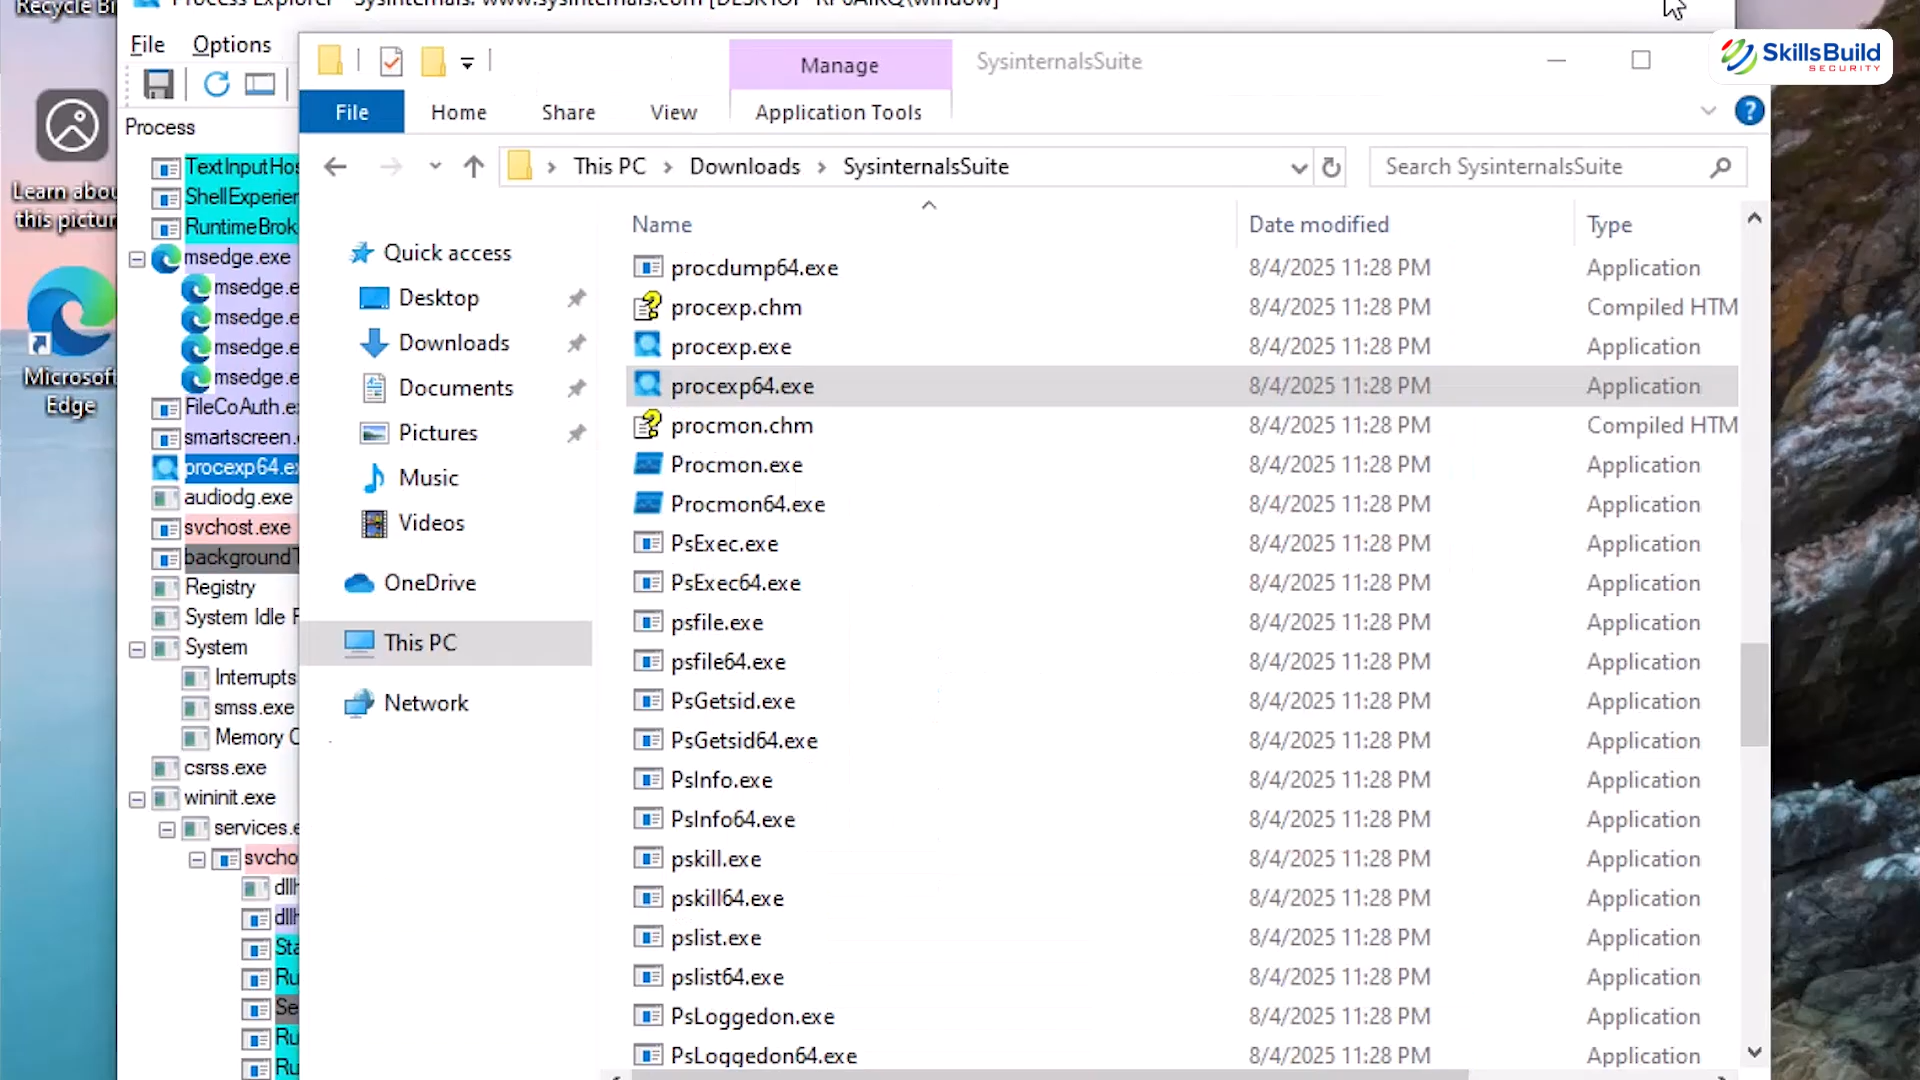 Recycle Bi
Process Explorer - Sysinternals: www.sysinternals.com
File Options
Process
Learn abou
this pictur
Microsoft
Edge
TextInputHos
ShellExperien
RuntimeBrok
msedge.exe
msedge.e
msedge.e
msedge.e
msedge.e
FileCoAuth.ex
smartscreen.
procexp64.ex
audiodg.exe
svchost.exe
backgroundT
Registry
System Idle P
System
Interrupts
smss.exe
Memory C
csrss.exe
wininit.exe
services.e
svcho
dllh
dllh
Sta
Ru
Se
Ru
Ru
Manage
SysinternalsSuite
File Home Share View Application Tools
This PC Downloads SysinternalsSuite
Search SysinternalsSuite
Quick access
Desktop
Downloads
Documents
Pictures
Music
Videos
OneDrive
This PC
Network
Name Date modified Type
procdump64.exe 8/4/2025 11:28 PM Application
procexp.chm 8/4/2025 11:28 PM Compiled HTM
procexp.exe 8/4/2025 11:28 PM Application
procexp64.exe 8/4/2025 11:28 PM Application
procmon.chm 8/4/2025 11:28 PM Compiled HTM
Procmon.exe 8/4/2025 11:28 PM Application
Procmon64.exe 8/4/2025 11:28 PM Application
PsExec.exe 8/4/2025 11:28 PM Application
PsExec64.exe 8/4/2025 11:28 PM Application
psfile.exe 8/4/2025 11:28 PM Application
psfile64.exe 8/4/2025 11:28 PM Application
PsGetsid.exe 8/4/2025 11:28 PM Application
PsGetsid64.exe 8/4/2025 11:28 PM Application
PsInfo.exe 8/4/2025 11:28 PM Application
PsInfo64.exe 8/4/2025 11:28 PM Application
pskill.exe 8/4/2025 11:28 PM Application
pskill64.exe 8/4/2025 11:28 PM Application
pslist.exe 8/4/2025 11:28 PM Application
pslist64.exe 8/4/2025 11:28 PM Application
PsLoggedon.exe 8/4/2025 11:28 PM Application
PsLoggedon64.exe 8/4/2025 11:28 PM Application
SkillsBuild
SECURITY